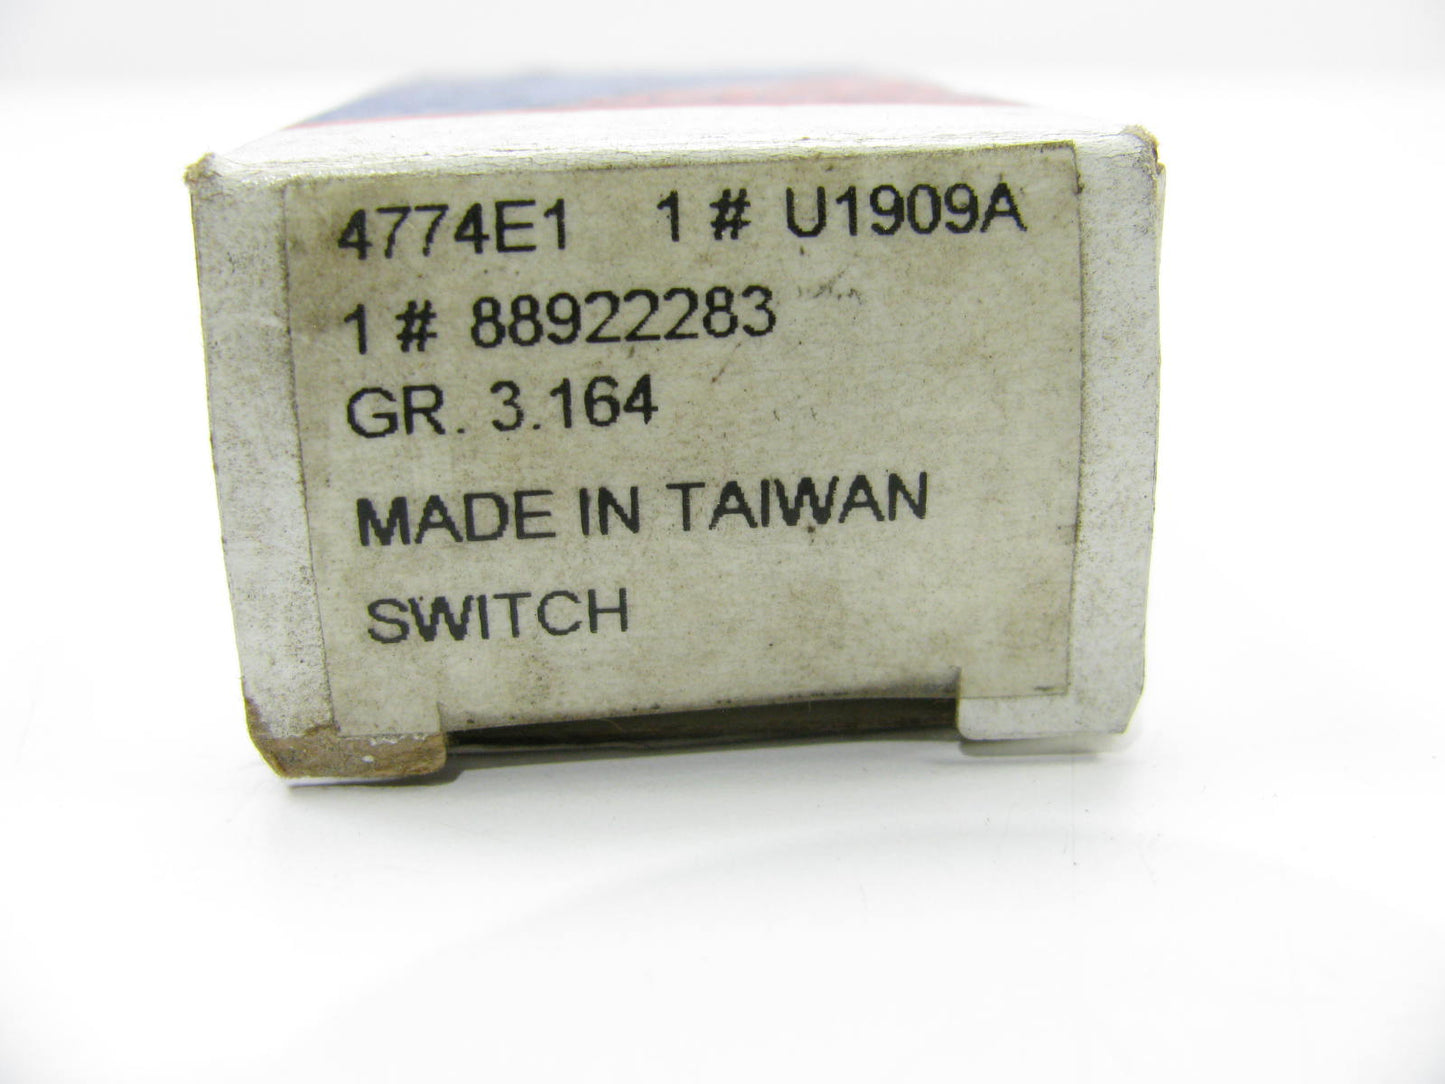 4774E1 1 # U1909A
1 # 88922283
GR. 3.164
MADE IN TAIWAN
SWITCH